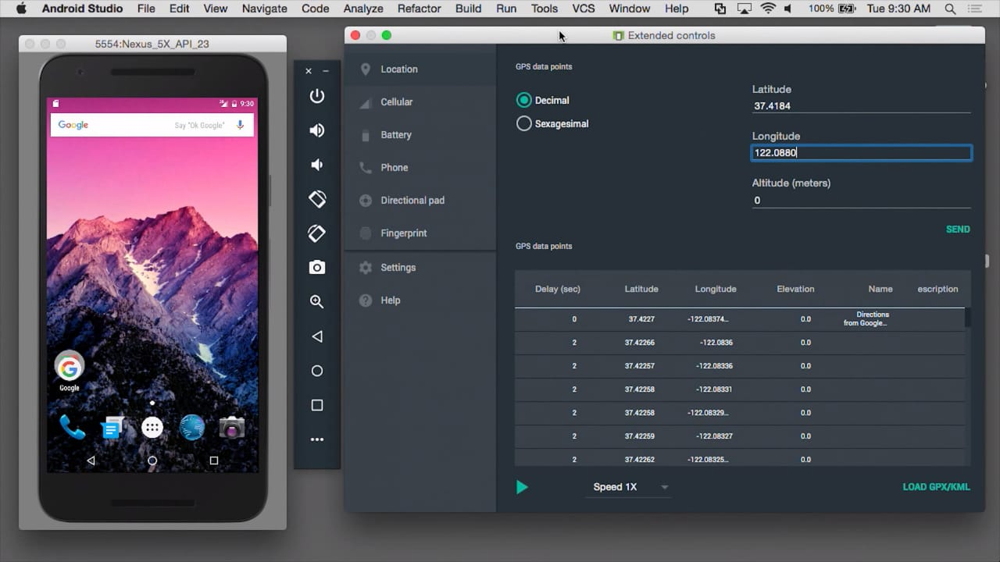 Android Studio File Edit View Navigate Code Analyze Refactor Build Run Tools VCS Window Help 100% Tue 9:30 AM
5554:Nexus_5X_API_23
9:30
Google Say "Ok Google"
Google
Extended controls
Location
Cellular
Battery
Phone
Directional pad
Fingerprint
Settings
Help
GPS data points
Decimal
Sexagesimal
Latitude
37.4184
Longitude
122.0880
Altitude (meters)
0
SEND
GPS data points
Delay (sec) Latitude Longitude Elevation Name escription
0 37.4227 -122.08374... 0.0 Directions
from Google...
2 37.42266 -122.0836 0.0
2 37.42257 -122.08336 0.0
2 37.42258 -122.08331 0.0
2 37.42258 -122.08329... 0.0
2 37.42259 -122.08327 0.0
2 37.42262 -122.08325... 0.0
Speed 1X LOAD GPX/KML